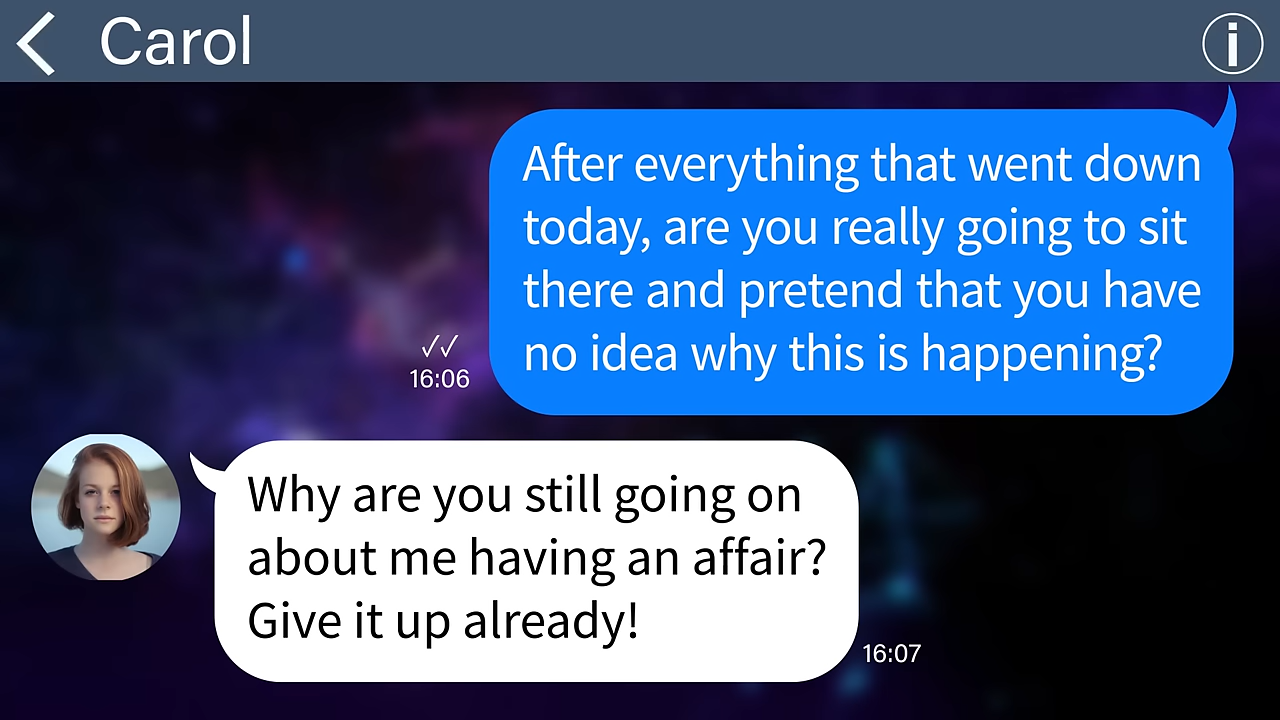 Carol
After everything that went down
today, are you really going to sit
there and pretend that you have
no idea why this is happening?
16:06
Why are you still going on
about me having an affair?
Give it up already!
16:07